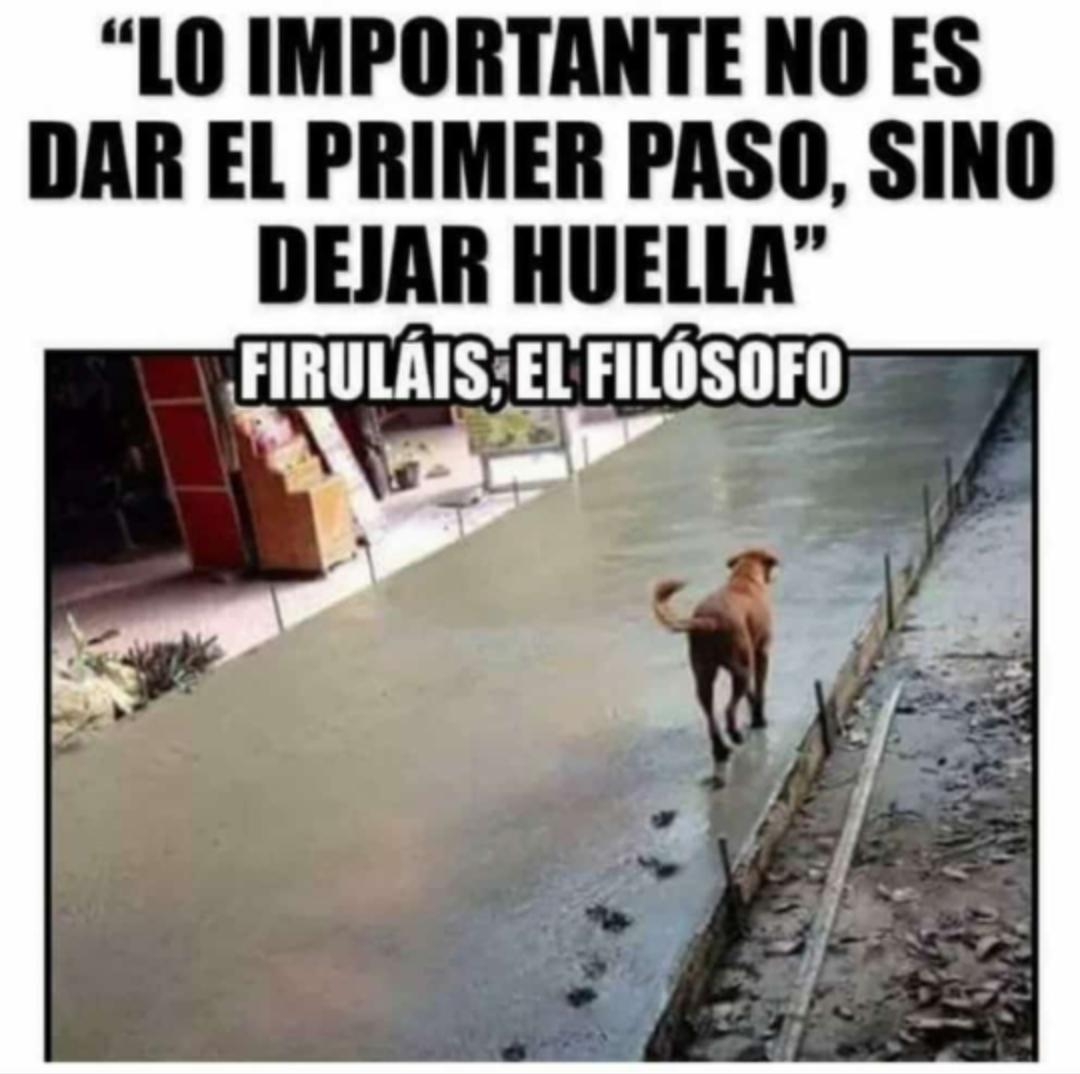 “LO IMPORTANTE NO ES
DAR EL PRIMER PASO, SINO
DEJAR HUELLA”
FIRULÁIS, EL FILÓSOFO